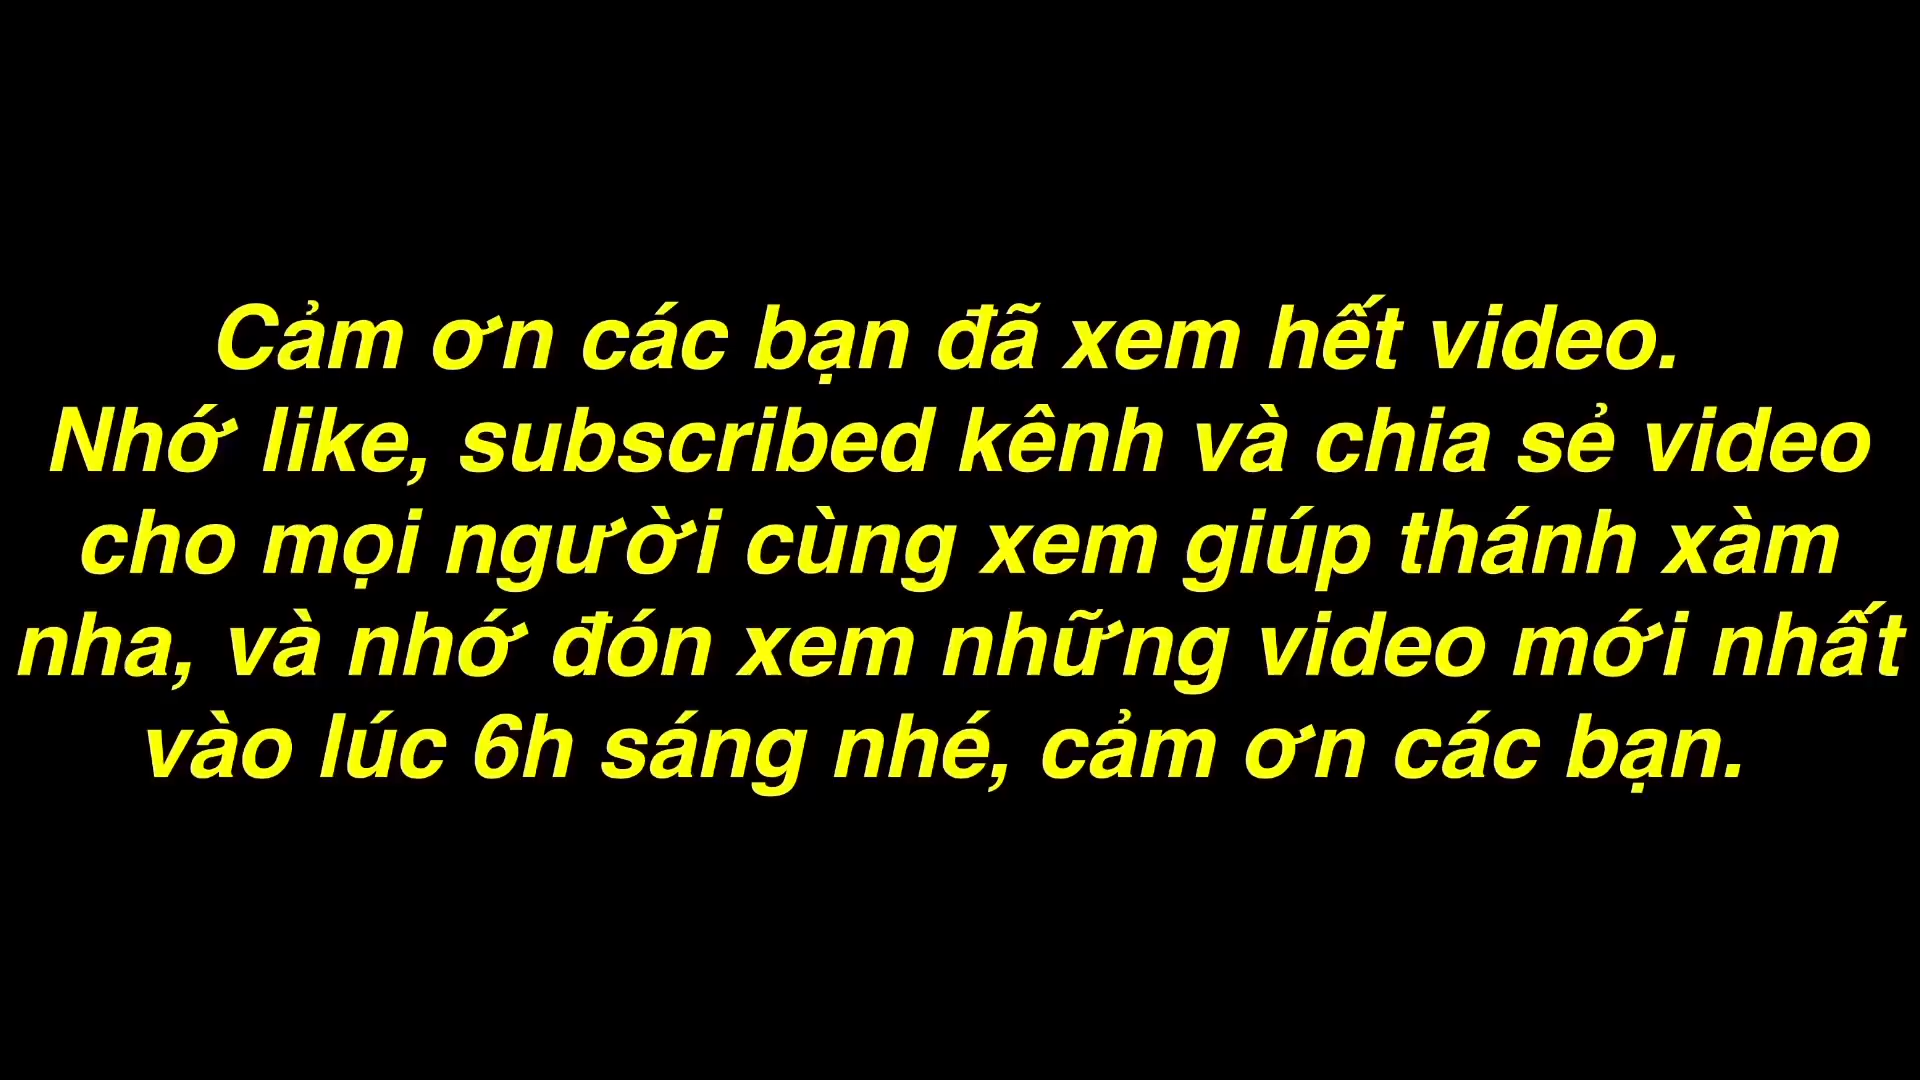 Cảm ơn các bạn đã xem hết video.
Nhớ like, subscribed kênh và chia sẻ video
cho mọi người cùng xem giúp thánh xàm
nha, và nhớ đón xem những video mới nhất
vào lúc 6h sáng nhé, cảm ơn các bạn.